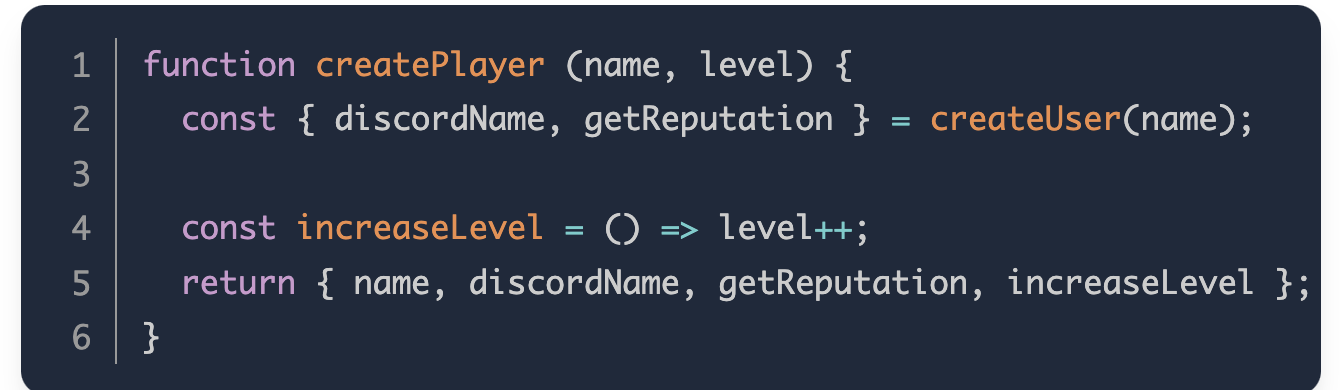 1 function createPlayer (name, level) {
2   const { discordName, getReputation } = createUser(name);
3
4   const increaseLevel = () => level++;
5   return { name, discordName, getReputation, increaseLevel };
6 }